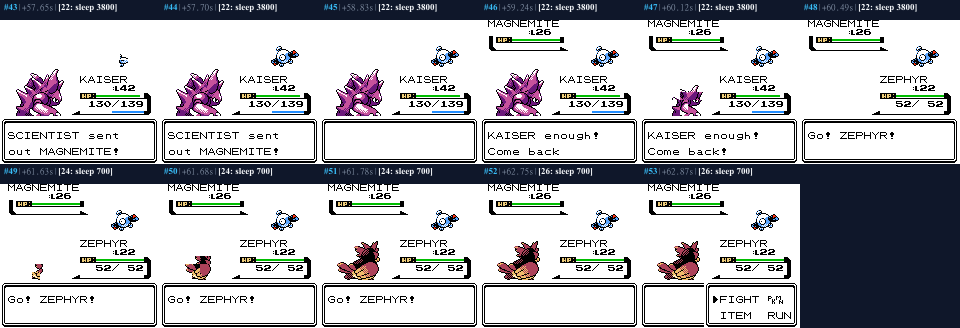 #43|+57.65s|[22: sleep 3800]
KAISER
:L42
HP:
130/139
SCIENTIST sent
out MAGNEMITE!
#44|+57.70s|[22: sleep 3800]
KAISER
:L42
HP:
130/139
SCIENTIST sent
out MAGNEMITE!
#45|+58.83s|[22: sleep 3800]
KAISER
:L42
HP:
130/139
#46|+59.24s|[22: sleep 3800]
MAGNEMITE
:L26
HP:
KAISER
:L42
HP:
130/139
KAISER enough!
Come back
#47|+60.12s|[22: sleep 3800]
MAGNEMITE
:L26
HP:
KAISER
:L42
HP:
130/139
KAISER enough!
Come back!
#48|+60.49s|[22: sleep 3800]
ZEPHYR
:L22
HP:
52/ 52
Go! ZEPHYR!
#49|+61.63s|[24: sleep 700]
MAGNEMITE
:L26
HP:
ZEPHYR
:L22
HP:
52/ 52
Go! ZEPHYR!
#50|+61.68s|[24: sleep 700]
MAGNEMITE
:L26
HP:
ZEPHYR
:L22
HP:
52/ 52
Go! ZEPHYR!
#51|+61.78s|[24: sleep 700]
MAGNEMITE
:L26
HP:
ZEPHYR
:L22
HP:
52/ 52
Go! ZEPHYR!
#52|+62.75s|[26: sleep 700]
MAGNEMITE
:L26
HP:
ZEPHYR
:L22
HP:
52/ 52
#53|+62.87s|[26: sleep 700]
MAGNEMITE
:L26
HP:
ZEPHYR
:L22
HP:
52/ 52
▶FIGHT PKMN
ITEM RUN